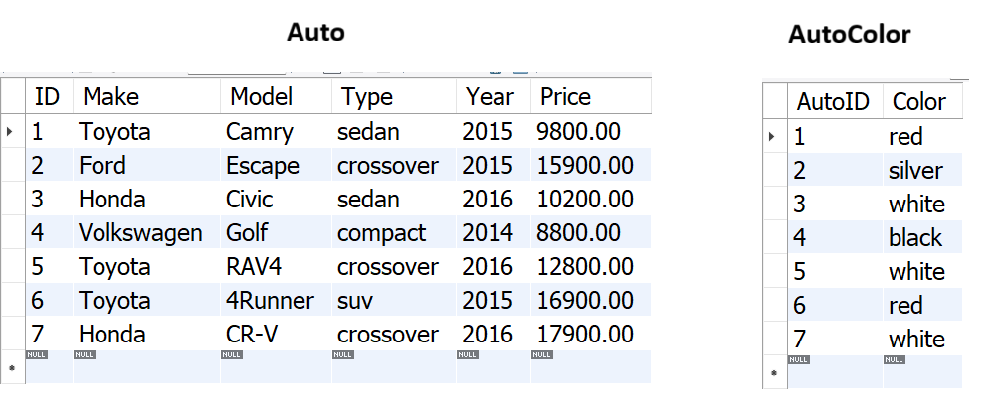 Auto
ID Make Model Type Year Price
1 Toyota Camry sedan 2015 9800.00
2 Ford Escape crossover 2015 15900.00
3 Honda Civic sedan 2016 10200.00
4 Volkswagen Golf compact 2014 8800.00
5 Toyota RAV4 crossover 2016 12800.00
6 Toyota 4Runner suv 2015 16900.00
7 Honda CR-V crossover 2016 17900.00
NULL NULL NULL NULL NULL NULL
AutoColor
AutoID Color
1 red
2 silver
3 white
4 black
5 white
6 red
7 white
NULL NULL